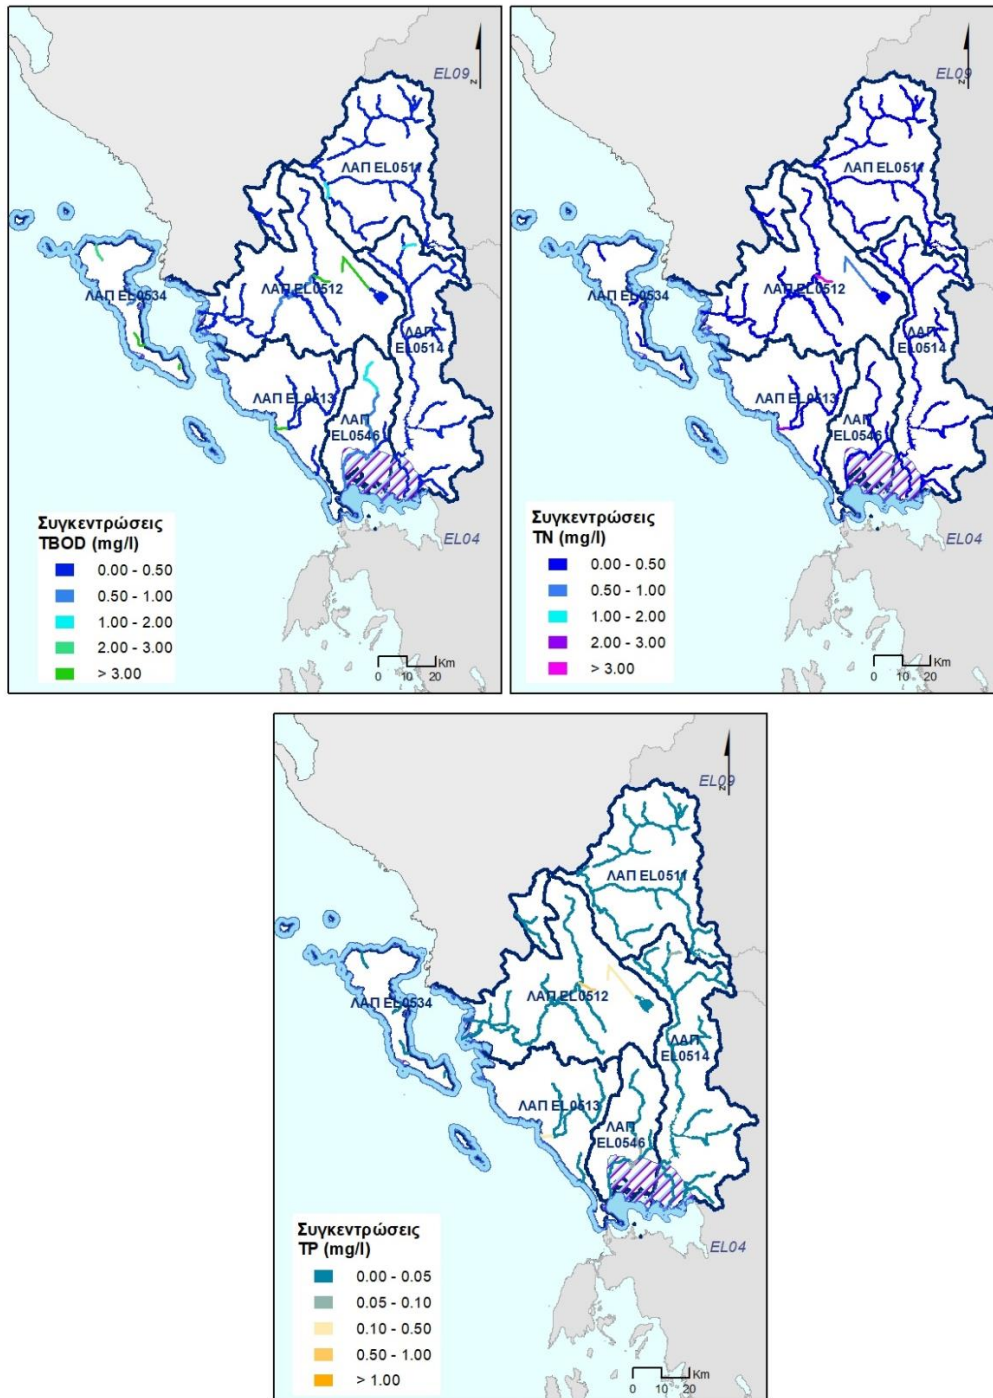 EL09
N
ΛΑΠ EL0511
ΛΑΠ EL0534
ΛΑΠ EL0512
ΛΑΠ
EL0514
ΛΑΠ EL0513
ΛΑΠ
EL0546
EL04
Συγκεντρώσεις
TBOD (mg/l)
0.00 - 0.50
0.50 - 1.00
1.00 - 2.00
2.00 - 3.00
> 3.00
Km
0 10 20
EL09
N
ΛΑΠ EL0511
ΛΑΠ EL0534
ΛΑΠ EL0512
ΛΑΠ
EL0514
ΛΑΠ EL0513
ΛΑΠ
EL0546
EL04
Συγκεντρώσεις
TN (mg/l)
0.00 - 0.50
0.50 - 1.00
1.00 - 2.00
2.00 - 3.00
> 3.00
Km
0 10 20
EL09
N
ΛΑΠ EL0511
ΛΑΠ EL0534
ΛΑΠ EL0512
ΛΑΠ
EL0514
ΛΑΠ EL0513
ΛΑΠ
EL0546
EL04
Συγκεντρώσεις
TP (mg/l)
0.00 - 0.05
0.05 - 0.10
0.10 - 0.50
0.50 - 1.00
> 1.00
Km
0 10 20